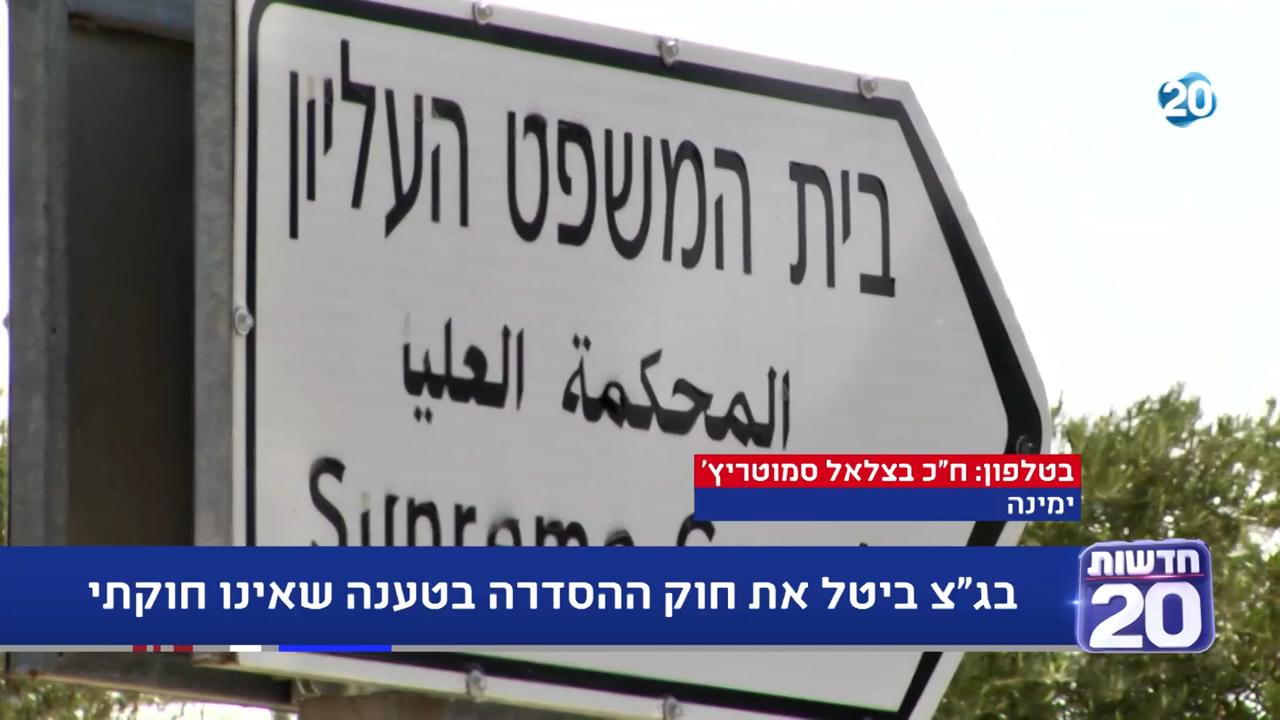 20
בית המשפט העליון
المحكمة العليا
Supreme
בטלפון: ח"כ בצלאל סמוטריץ'
ימינה
בג"צ ביטל את חוק ההסדרה בטענה שאינו חוקתי
חדשות
20